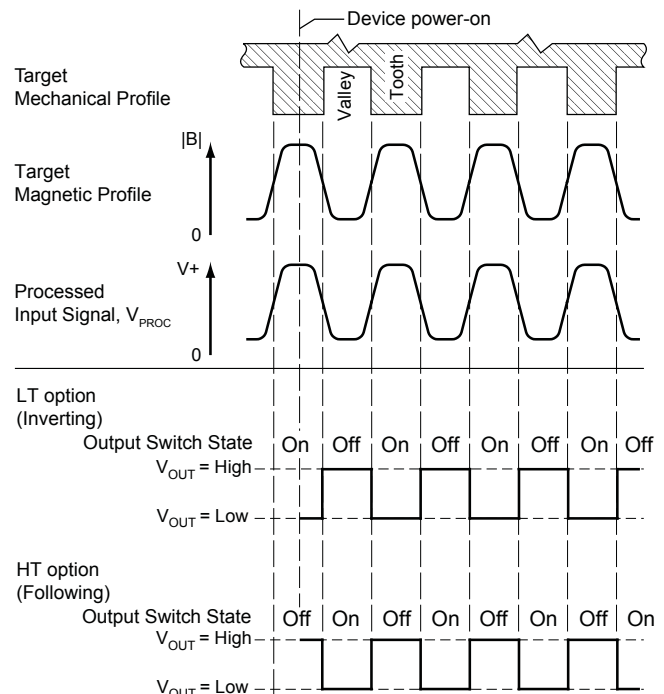 Device power-on
Target
Mechanical Profile
Valley
Tooth
|B|
Target
Magnetic Profile
0
V+
Processed
Input Signal, VPROC
0
LT option
(Inverting)
Output Switch State On Off On Off On Off On Off
VOUT = High
VOUT = Low
HT option
(Following)
Output Switch State Off On Off On Off On Off On
VOUT = High
VOUT = Low